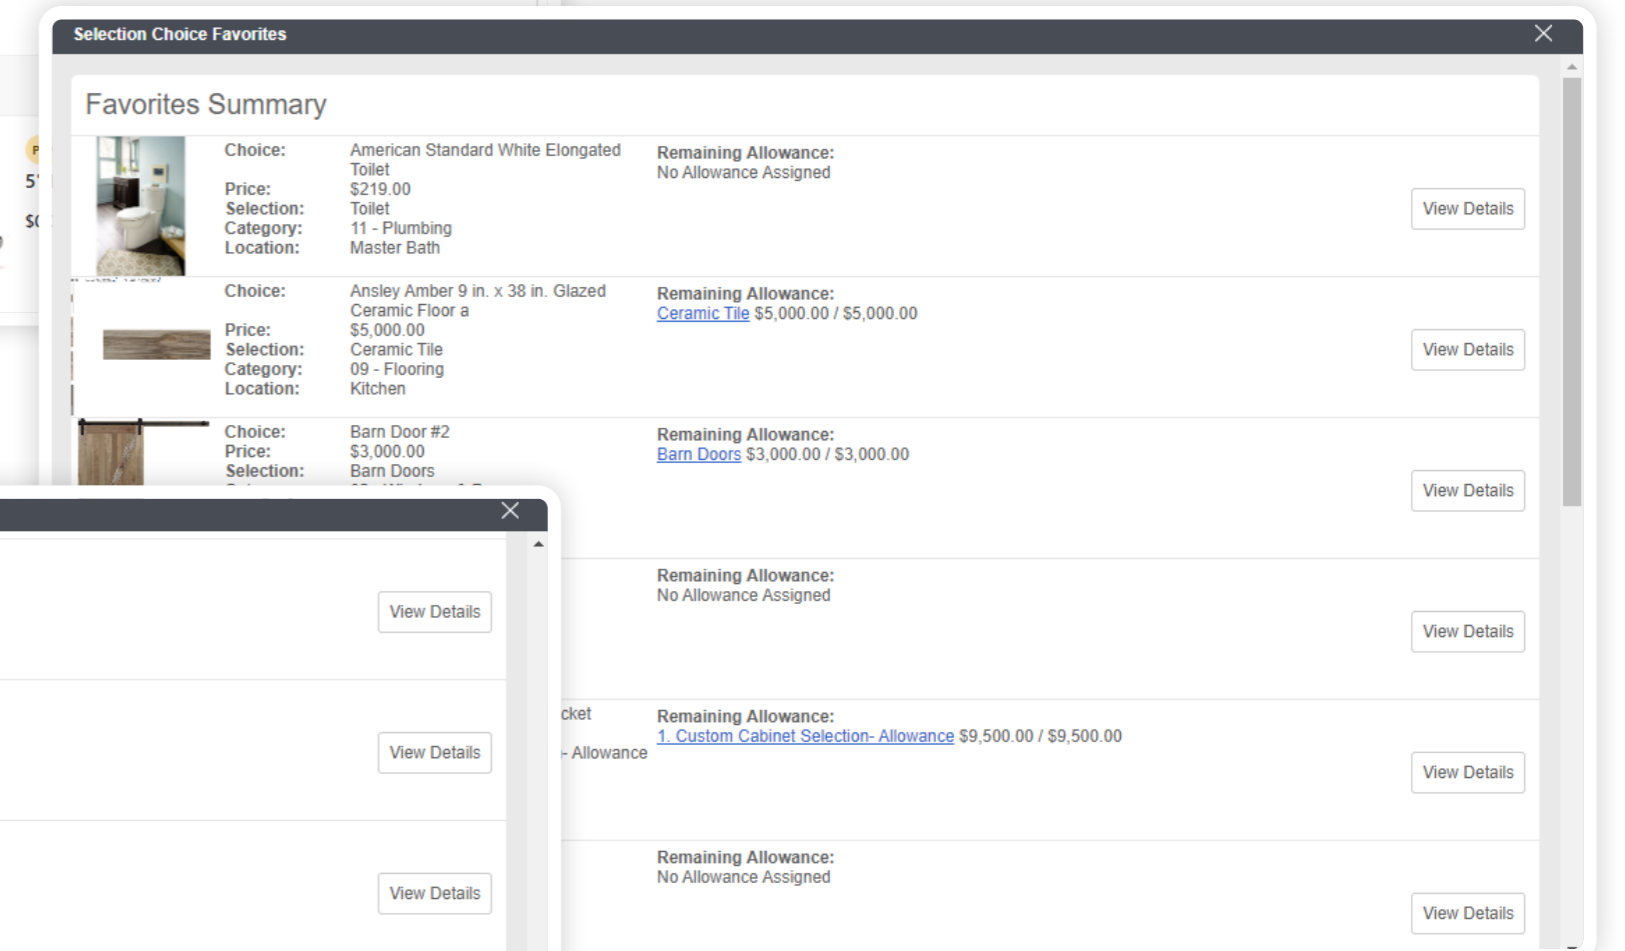 Selection Choice Favorites
Favorites Summary
Choice: American Standard White Elongated
Toilet
Price: $219.00
Selection: Toilet
Category: 11 - Plumbing
Location: Master Bath
Remaining Allowance:
No Allowance Assigned
View Details
Choice: Ansley Amber 9 in. x 38 in. Glazed
Ceramic Floor a
Price: $5,000.00
Selection: Ceramic Tile
Category: 09 - Flooring
Location: Kitchen
Remaining Allowance:
Ceramic Tile $5,000.00 / $5,000.00
View Details
Choice: Barn Door #2
Price: $3,000.00
Selection: Barn Doors
Remaining Allowance:
Barn Doors $3,000.00 / $3,000.00
View Details
Remaining Allowance:
No Allowance Assigned
View Details
cket
- Allowance
Remaining Allowance:
1. Custom Cabinet Selection- Allowance $9,500.00 / $9,500.00
View Details
Remaining Allowance:
No Allowance Assigned
View Details
View Details
View Details
View Details